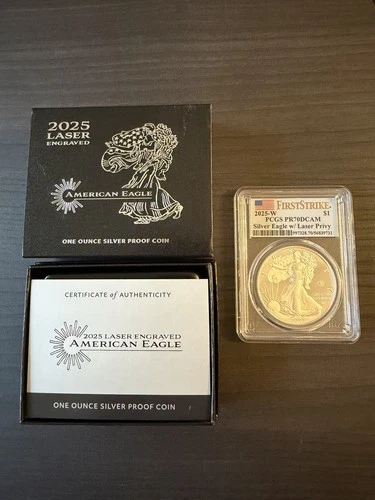 2025
LASER
ENGRAVED
AMERICAN EAGLE
ONE OUNCE SILVER PROOF COIN
CERTIFICATE of AUTHENTICITY
2025 LASER ENGRAVED
AMERICAN EAGLE
ONE OUNCE SILVER PROOF COIN
FIRSTSTRIKE
2025-W $1
PCGS PR70DCAM
Silver Eagle w/ Laser Privy